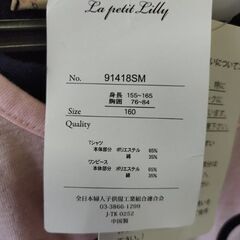 La petit Lilly
No. 91418SM
身長 155~165
胸囲 76~84
Size 160
Quality
Tシャツ
本体部分 ポリエステル 65%
綿 35%
ワンピース
本体部分 ポリエステル 65%
綿 35%
全日本婦人子供服工業組合連合会
03-3866-1299
J-TK 0252
中国製